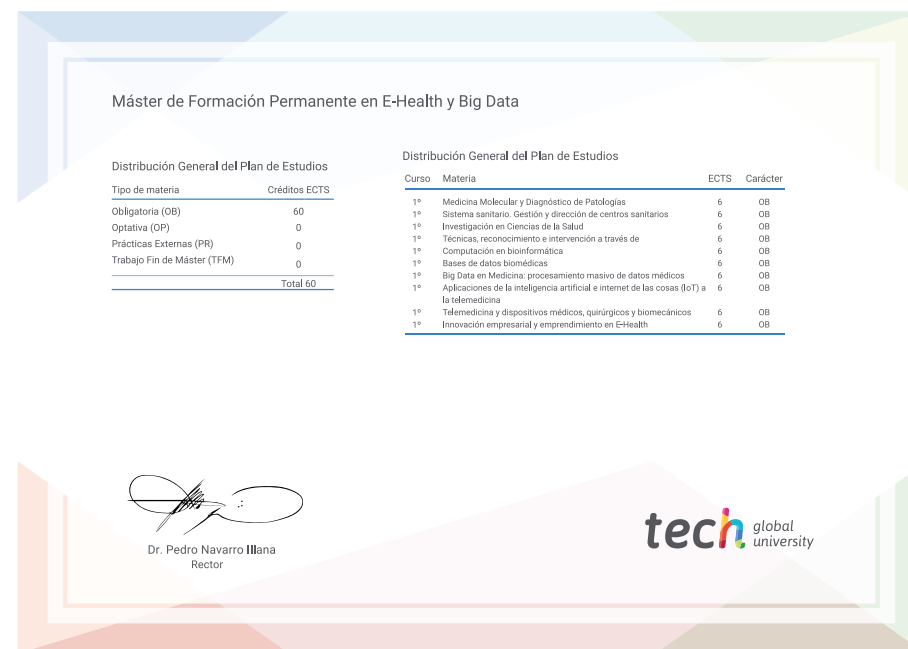 Máster de Formación Permanente en E-Health y Big Data
Distribución General del Plan de Estudios
Tipo de materia Créditos ECTS
Obligatoria (OB) 60
Optativa (OP) 0
Prácticas Externas (PR) 0
Trabajo Fin de Máster (TFM) 0
Total 60
Distribución General del Plan de Estudios
Curso Materia ECTS Carácter
1º Medicina Molecular y Diagnóstico de Patologías 6 OB
1º Sistema sanitario. Gestión y dirección de centros sanitarios 6 OB
1º Investigación en Ciencias de la Salud 6 OB
1º Técnicas, reconocimiento e intervención a través de 6 OB
1º Computación en bioinformática 6 OB
1º Bases de datos biomédicas 6 OB
1º Big Data en Medicina: procesamiento masivo de datos médicos 6 OB
1º Aplicaciones de la inteligencia artificial e internet de las cosas (IoT) a 6 OB
la telemedicina
1º Telemedicina y dispositivos médicos, quirúrgicos y biomecánicos 6 OB
1º Innovación empresarial y emprendimiento en E-Health 6 OB
Dr. Pedro Navarro Illana
Rector
tech global
university